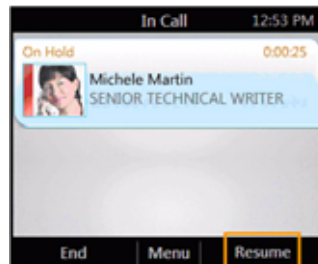 In Call 12:53 PM
On Hold 0:00:25
Michele Martin
SENIOR TECHNICAL WRITER
End Menu Resume